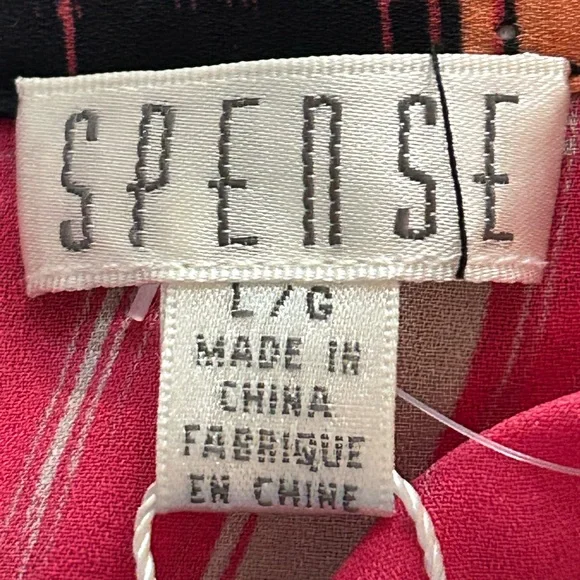 SPENSE
L/G
MADE IN
CHINA
FABRIQUE
EN CHINE